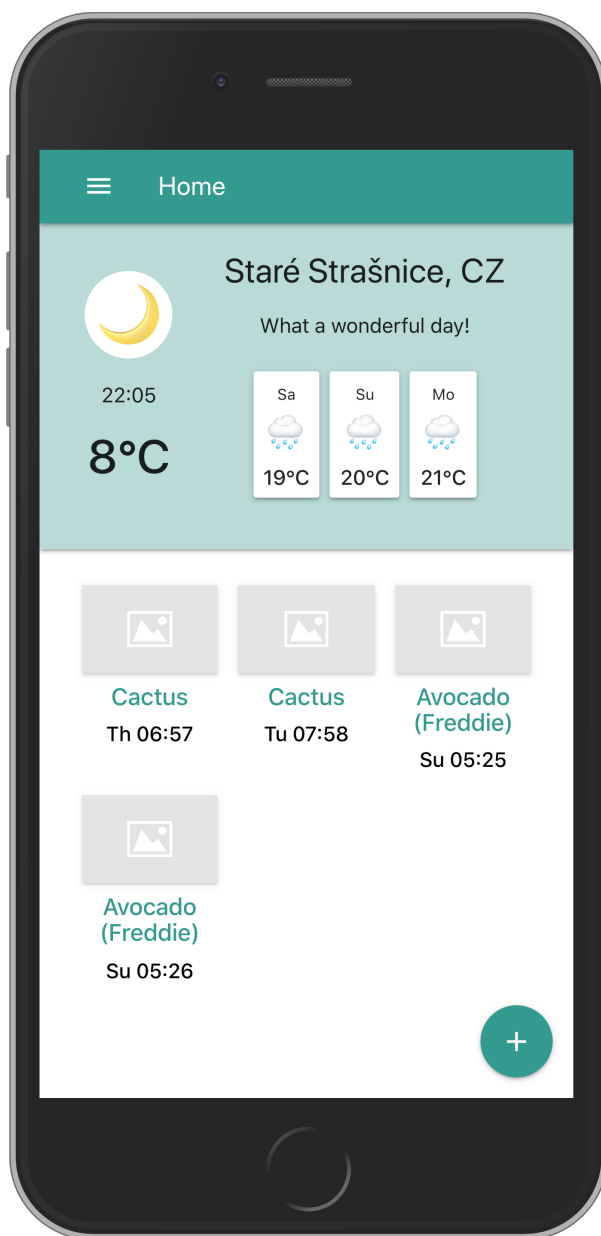 Home
Staré Strašnice, CZ
What a wonderful day!
22:05
8°C
Sa Su Mo
19°C 20°C 21°C
Cactus Cactus Avocado
(Freddie)
Th 06:57 Tu 07:58
Su 05:25
Avocado
(Freddie)
Su 05:26